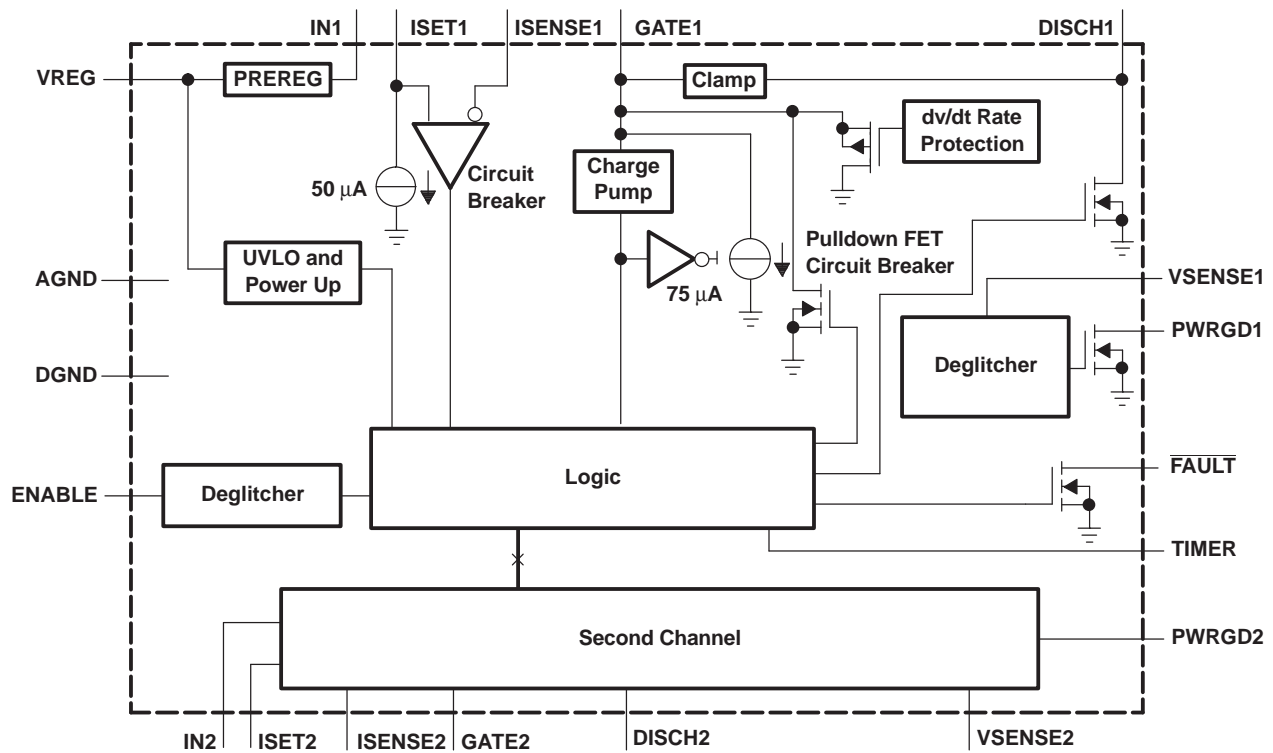 IN1
ISET1
ISENSE1
GATE1
DISCH1
VREG
PREREG
Clamp
dv/dt Rate
Protection
Circuit
Breaker
50 μA
Charge
Pump
UVLO and
Power Up
Pulldown FET
Circuit Breaker
75 μA
AGND
VSENSE1
PWRGD1
Deglitcher
DGND
Logic
FAULT
ENABLE
Deglitcher
TIMER
Second Channel
PWRGD2
IN2
ISET2
ISENSE2
GATE2
DISCH2
VSENSE2